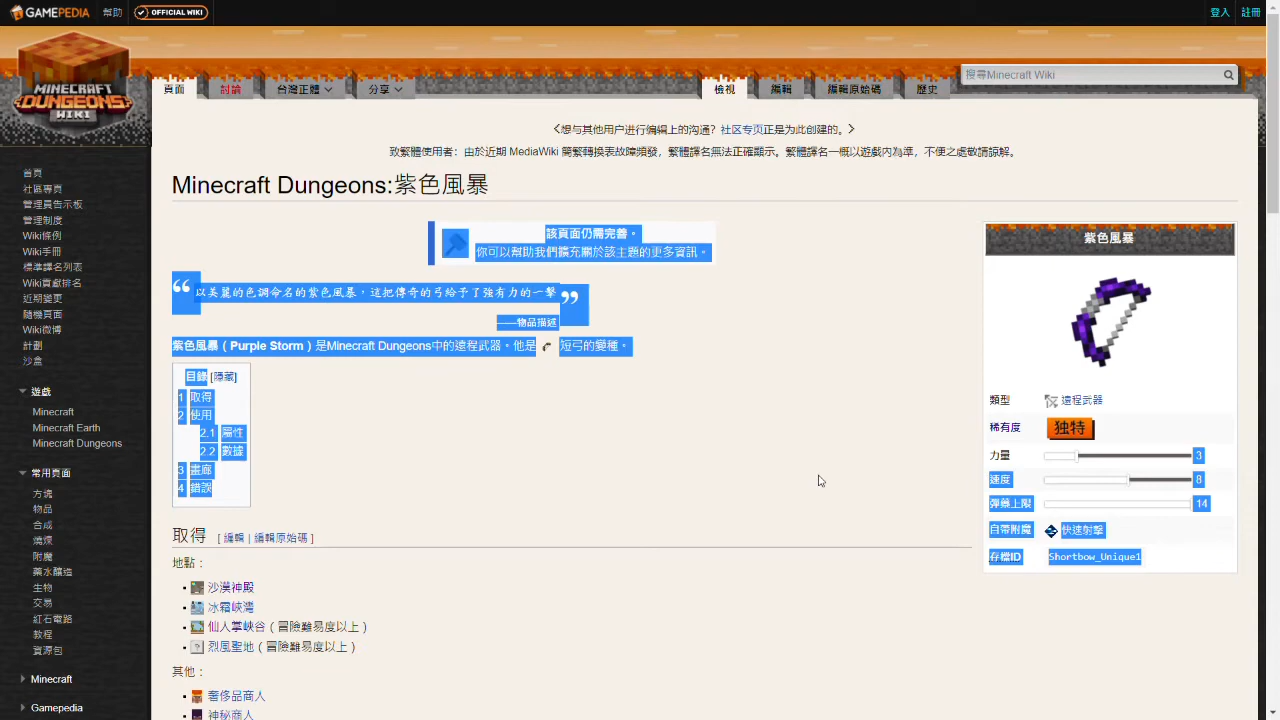 GAMEPEDIA
幫助
OFFICIAL WIKI
登入
註冊
MINECRAFT
DUNGEONS
WIKI
頁面
討論
台灣正體
分享
檢視
編輯
編輯原始碼
歷史
搜尋Minecraft Wiki
想与其他用户进行编辑上的沟通？社区专页正是为此创建的。
致繁體使用者：由於近期 MediaWiki 簡繁轉換表故障頻發，繁體譯名無法正確顯示。繁體譯名一概以遊戲內為準，不便之處敬請諒解。
Minecraft Dungeons:紫色風暴
該頁面仍需完善。
你可以幫助我們擴充關於該主題的更多資訊。
“以美麗的色調命名的紫色風暴，這把傳奇的弓給予了強有力的一擊”
——物品描述
紫色風暴（Purple Storm）是Minecraft Dungeons中的遠程武器。他是 短弓的變種。
目錄 [隱藏]
1 取得
2 使用
2.1 屬性
2.2 數據
3 畫廊
4 錯誤
取得 [ 編輯 | 編輯原始碼 ]
地點：
沙漠神殿
冰霜峽灣
仙人掌峽谷（冒險難易度以上）
烈風聖地（冒險難易度以上）
其他：
奢侈品商人
神秘商人
紫色風暴
類型 遠程武器
稀有度 独特
力量 3
速度 8
彈藥上限 14
自帶附魔 快速射擊
存檔ID Shortbow_Unique1
首頁
社區專頁
管理員告示板
管理制度
Wiki條例
Wiki手冊
標準譯名列表
Wiki貢獻排名
近期變更
隨機頁面
Wiki微博
計劃
沙盒
遊戲
Minecraft
Minecraft Earth
Minecraft Dungeons
常用頁面
方塊
物品
合成
燒煉
附魔
藥水釀造
生物
交易
紅石電路
教程
資源包
Minecraft
Gamepedia